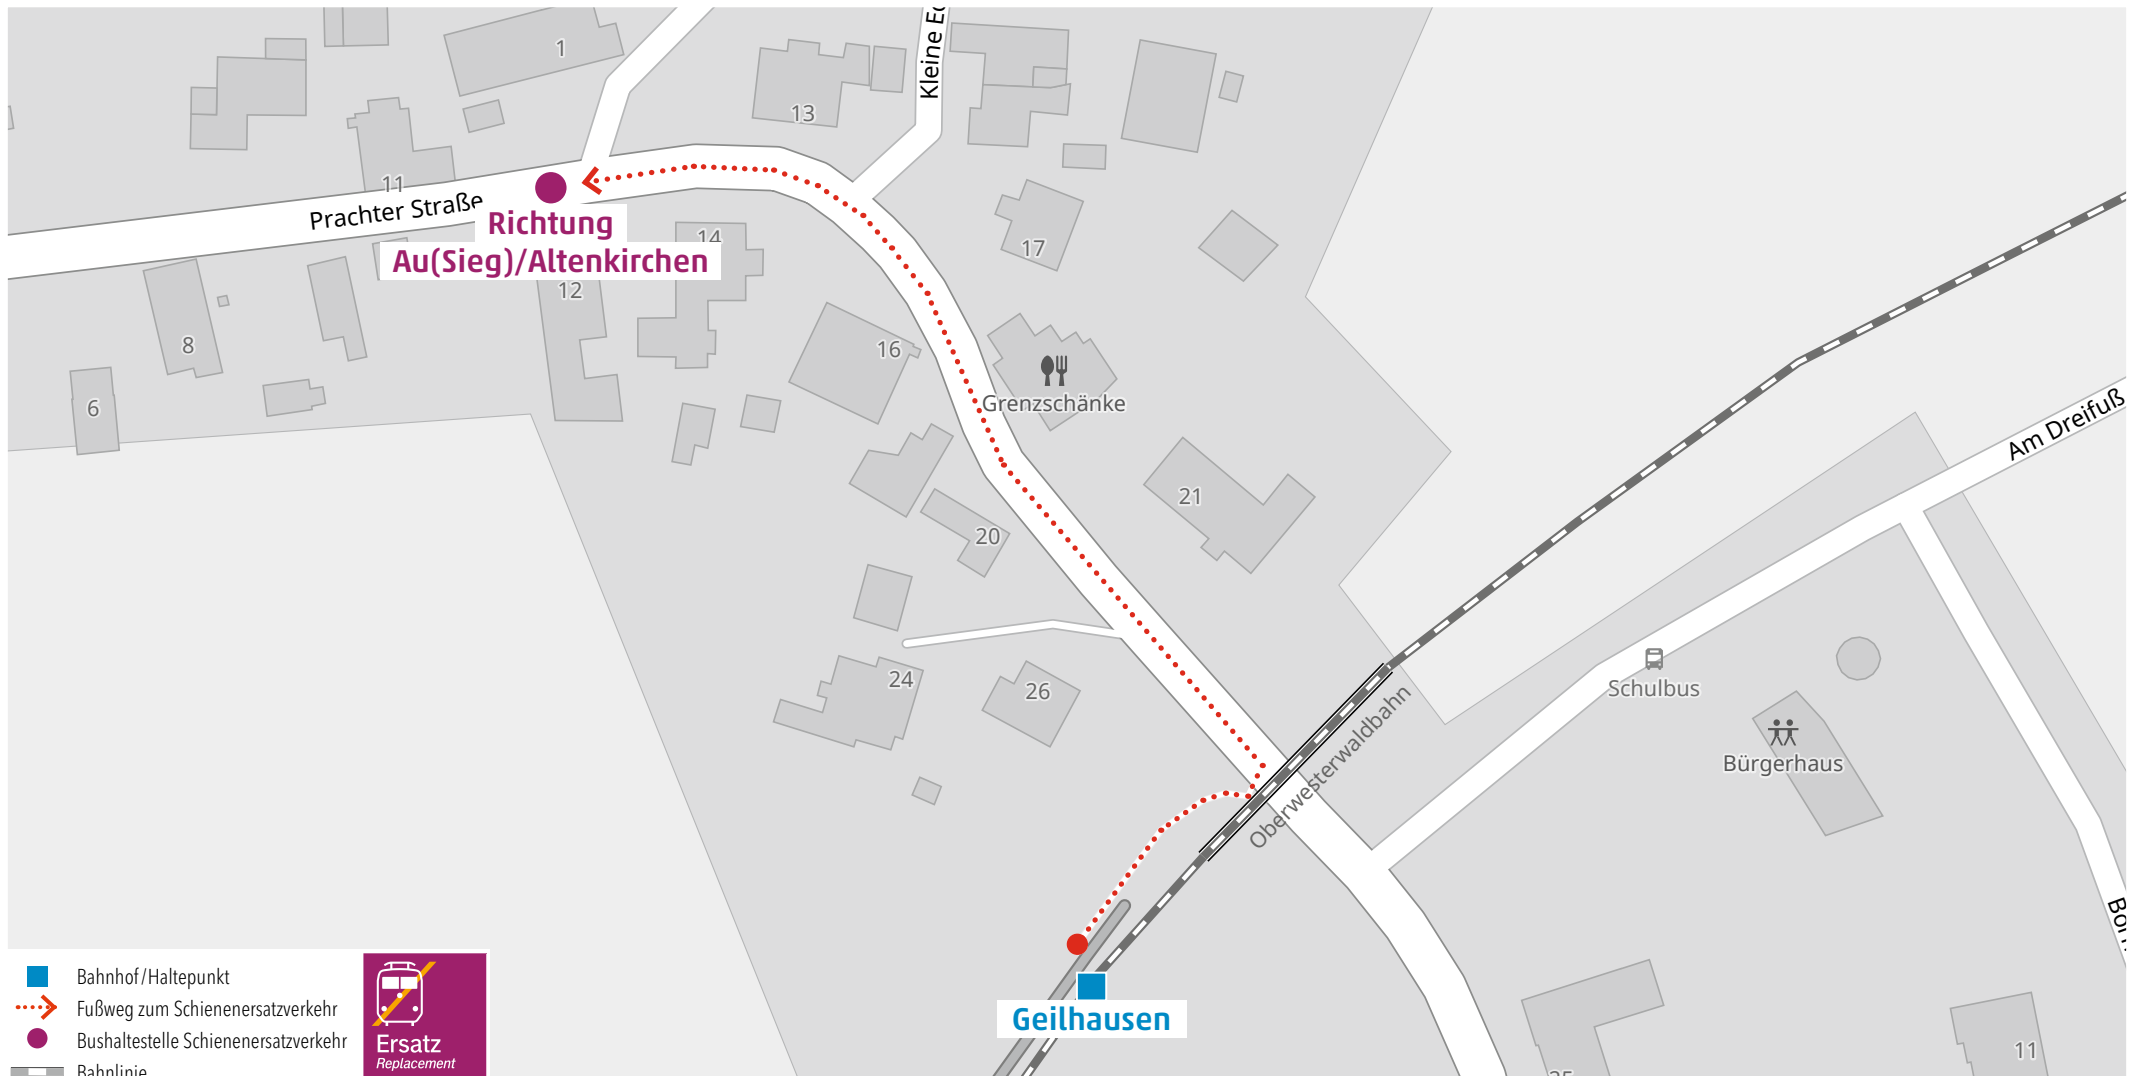 1
13
11
Prachter Straße
Richtung
Au(Sieg)/Altenkirchen
14
12
17
8
16
6
Grenzschänke
21
20
24
26
Am Dreifuß
Schulbus
Bürgerhaus
Oberwesterwaldbahn
Kleine
Geilhausen
11
Bahnhof/Haltepunkt
Fußweg zum Schienenersatzverkehr
Bushaltestelle Schienenersatzverkehr
Bahnlinie
Ersatz
Replacement